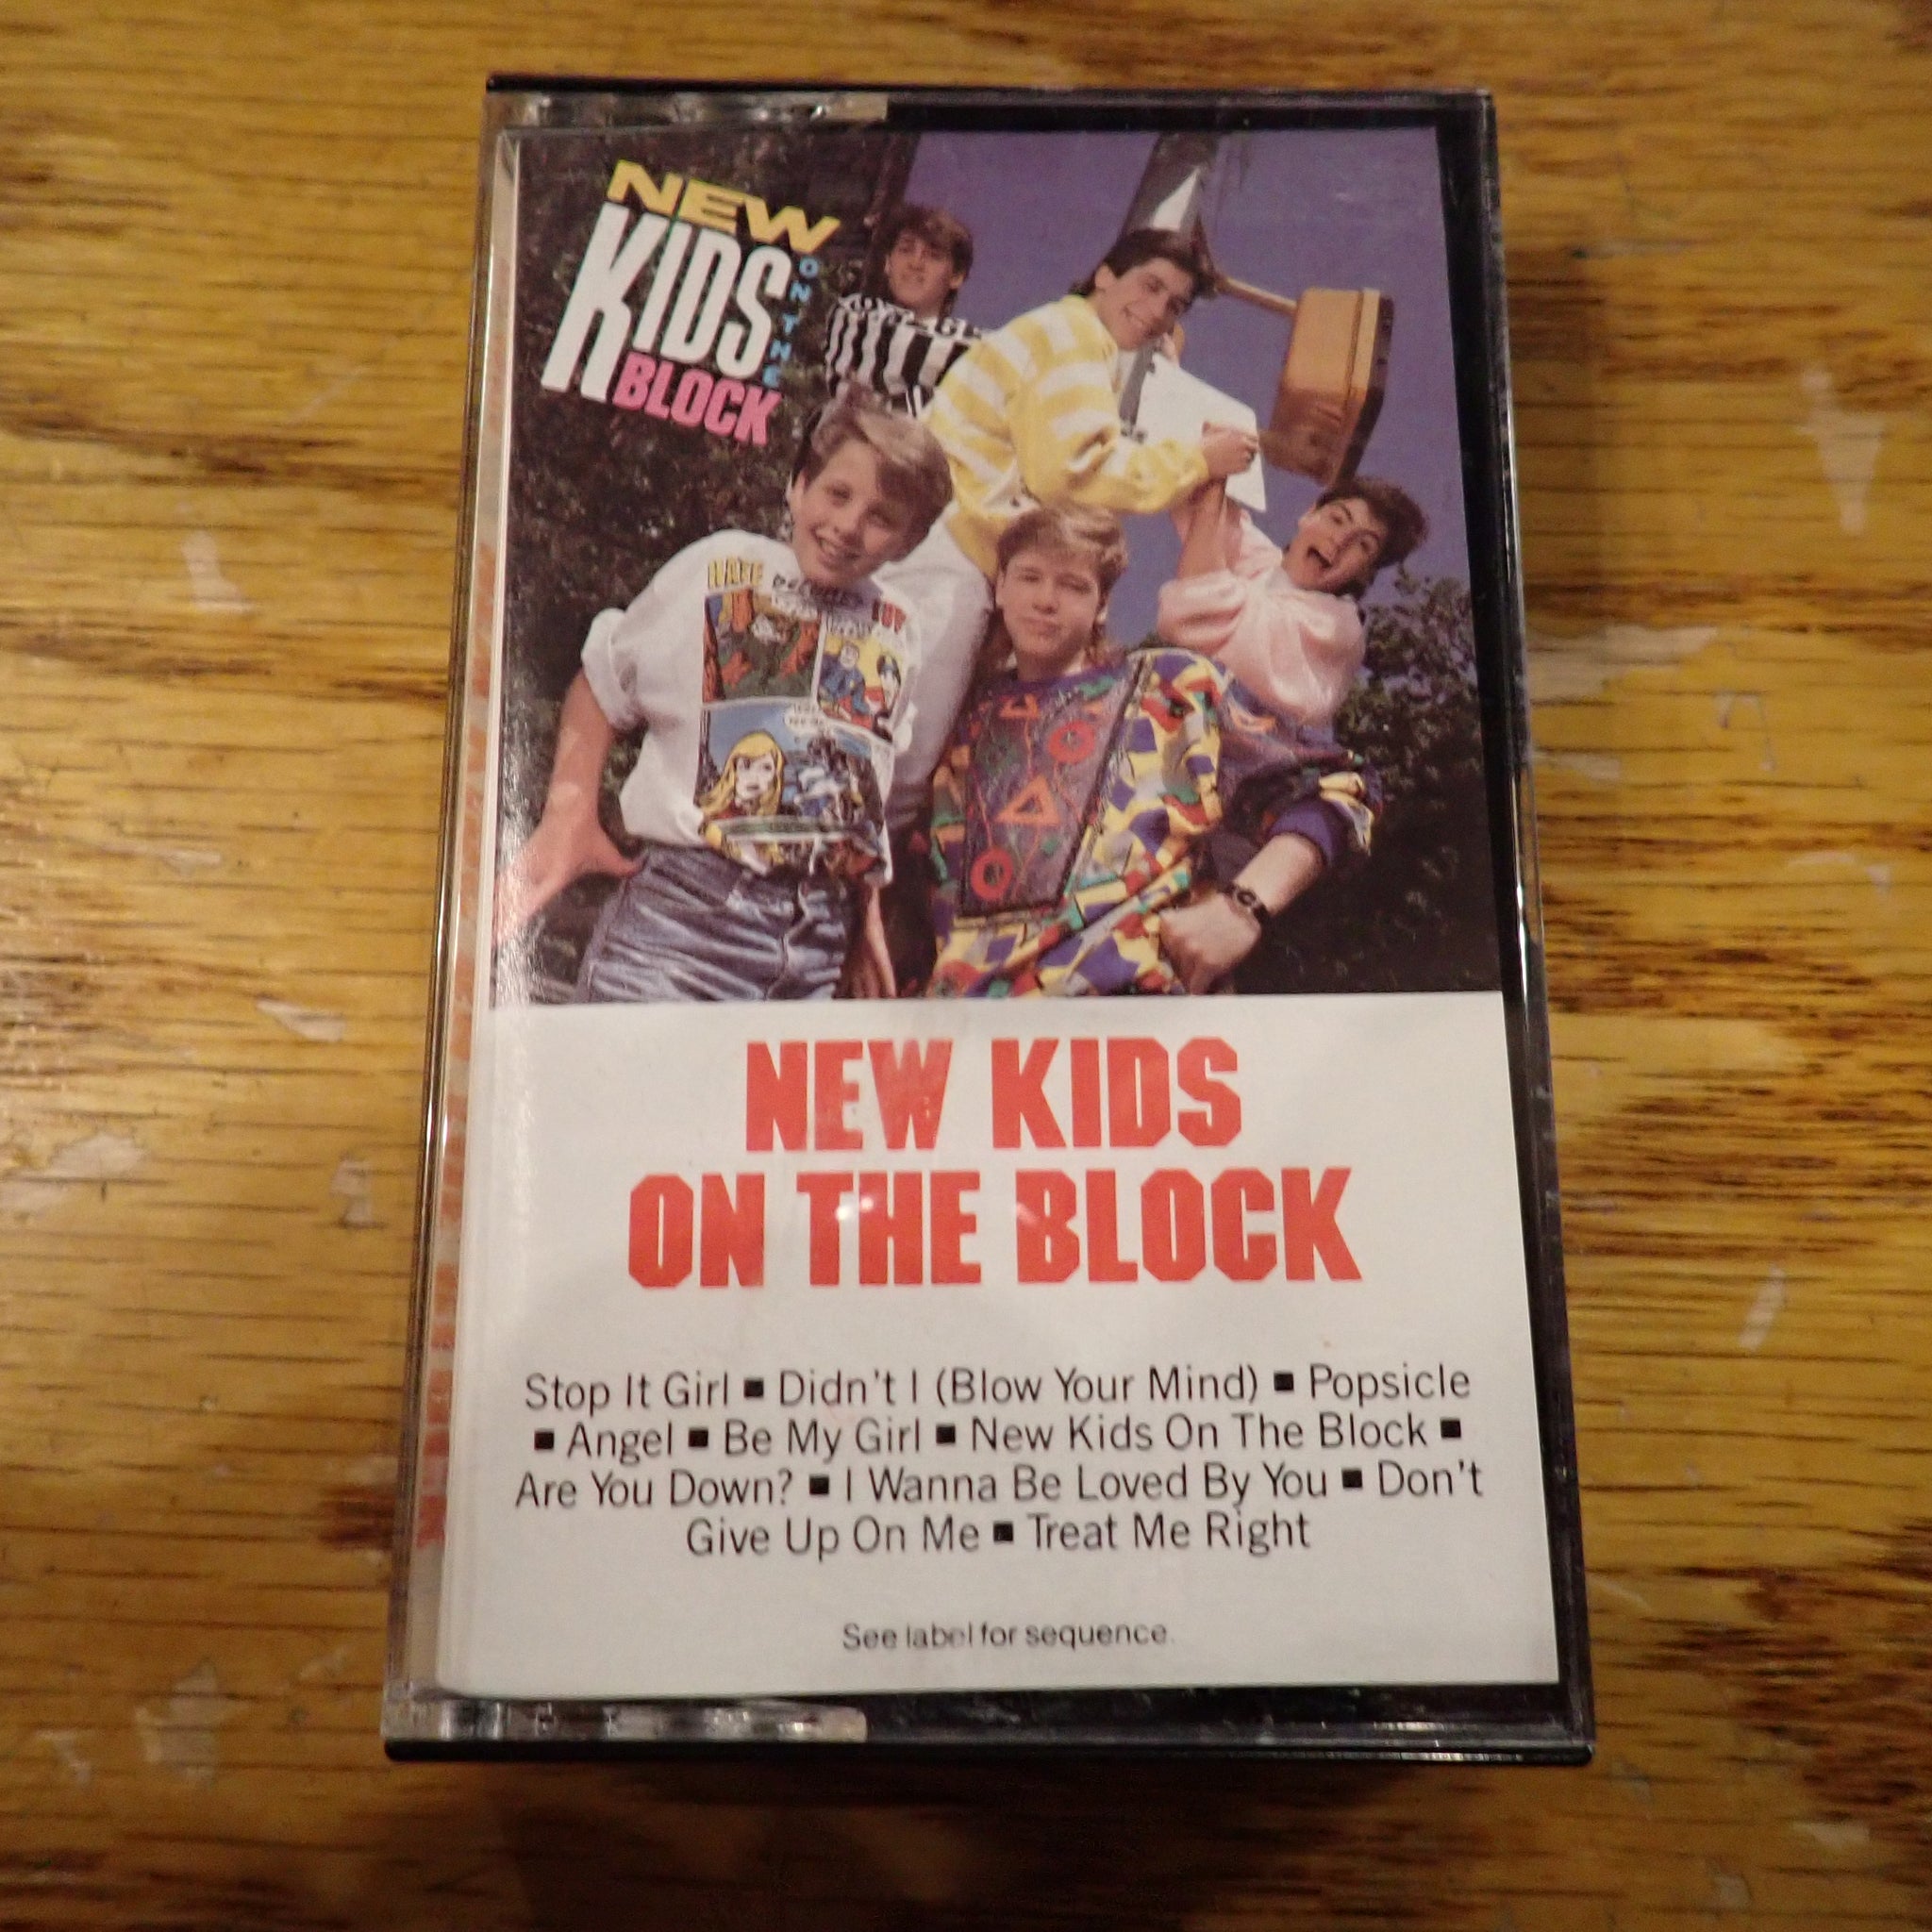 NEW
KIDS
ON THE
BLOCK
NEW KIDS
ON THE BLOCK
Stop It Girl ▪ Didn't I (Blow Your Mind) ▪ Popsicle
▪ Angel ▪ Be My Girl ▪ New Kids On The Block ▪
Are You Down? ▪ I Wanna Be Loved By You ▪ Don't
Give Up On Me ▪ Treat Me Right
See label for sequence.